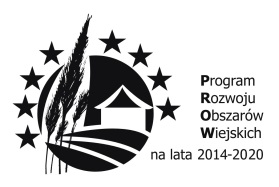 Program
Rozwoju
Obszarów
Wiejskich
na lata 2014-2020